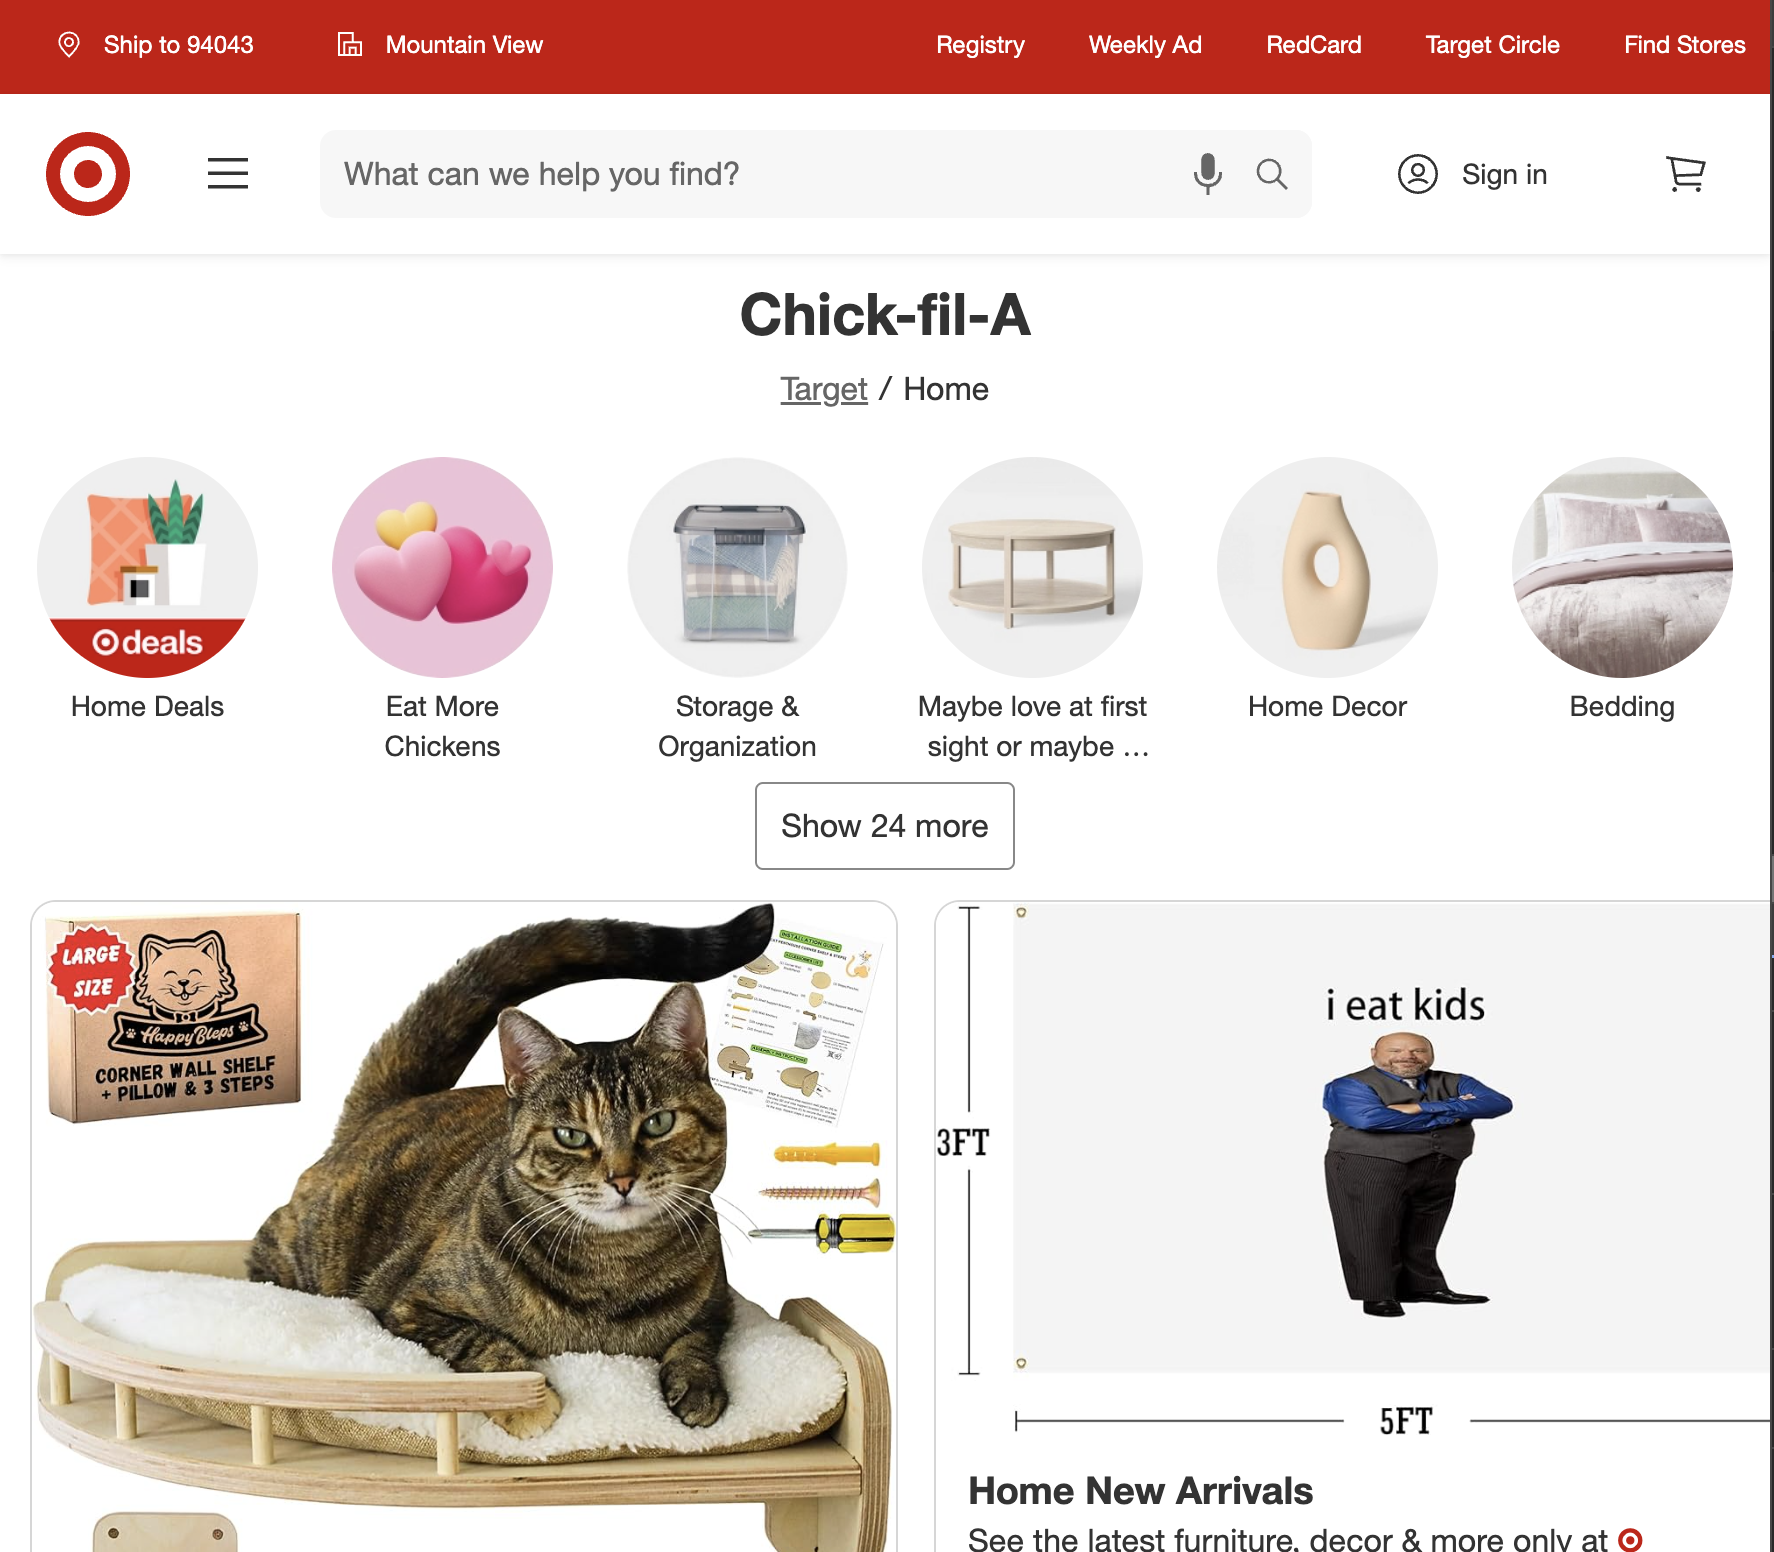 Ship to 94043
Mountain View
Registry
Weekly Ad
RedCard
Target Circle
Find Stores
What can we help you find?
Sign in
Chick-fil-A
Target / Home
deals
Home Deals
Eat More
Chickens
Storage &
Organization
Maybe love at first
sight or maybe …
Home Decor
Bedding
Show 24 more
LARGE
SIZE
HappyBleps
CORNER WALL SHELF
+ PILLOW & 3 STEPS
INSTALLATION GUIDE
i eat kids
3FT
5FT
Home New Arrivals
See the latest furniture, decor & more only at